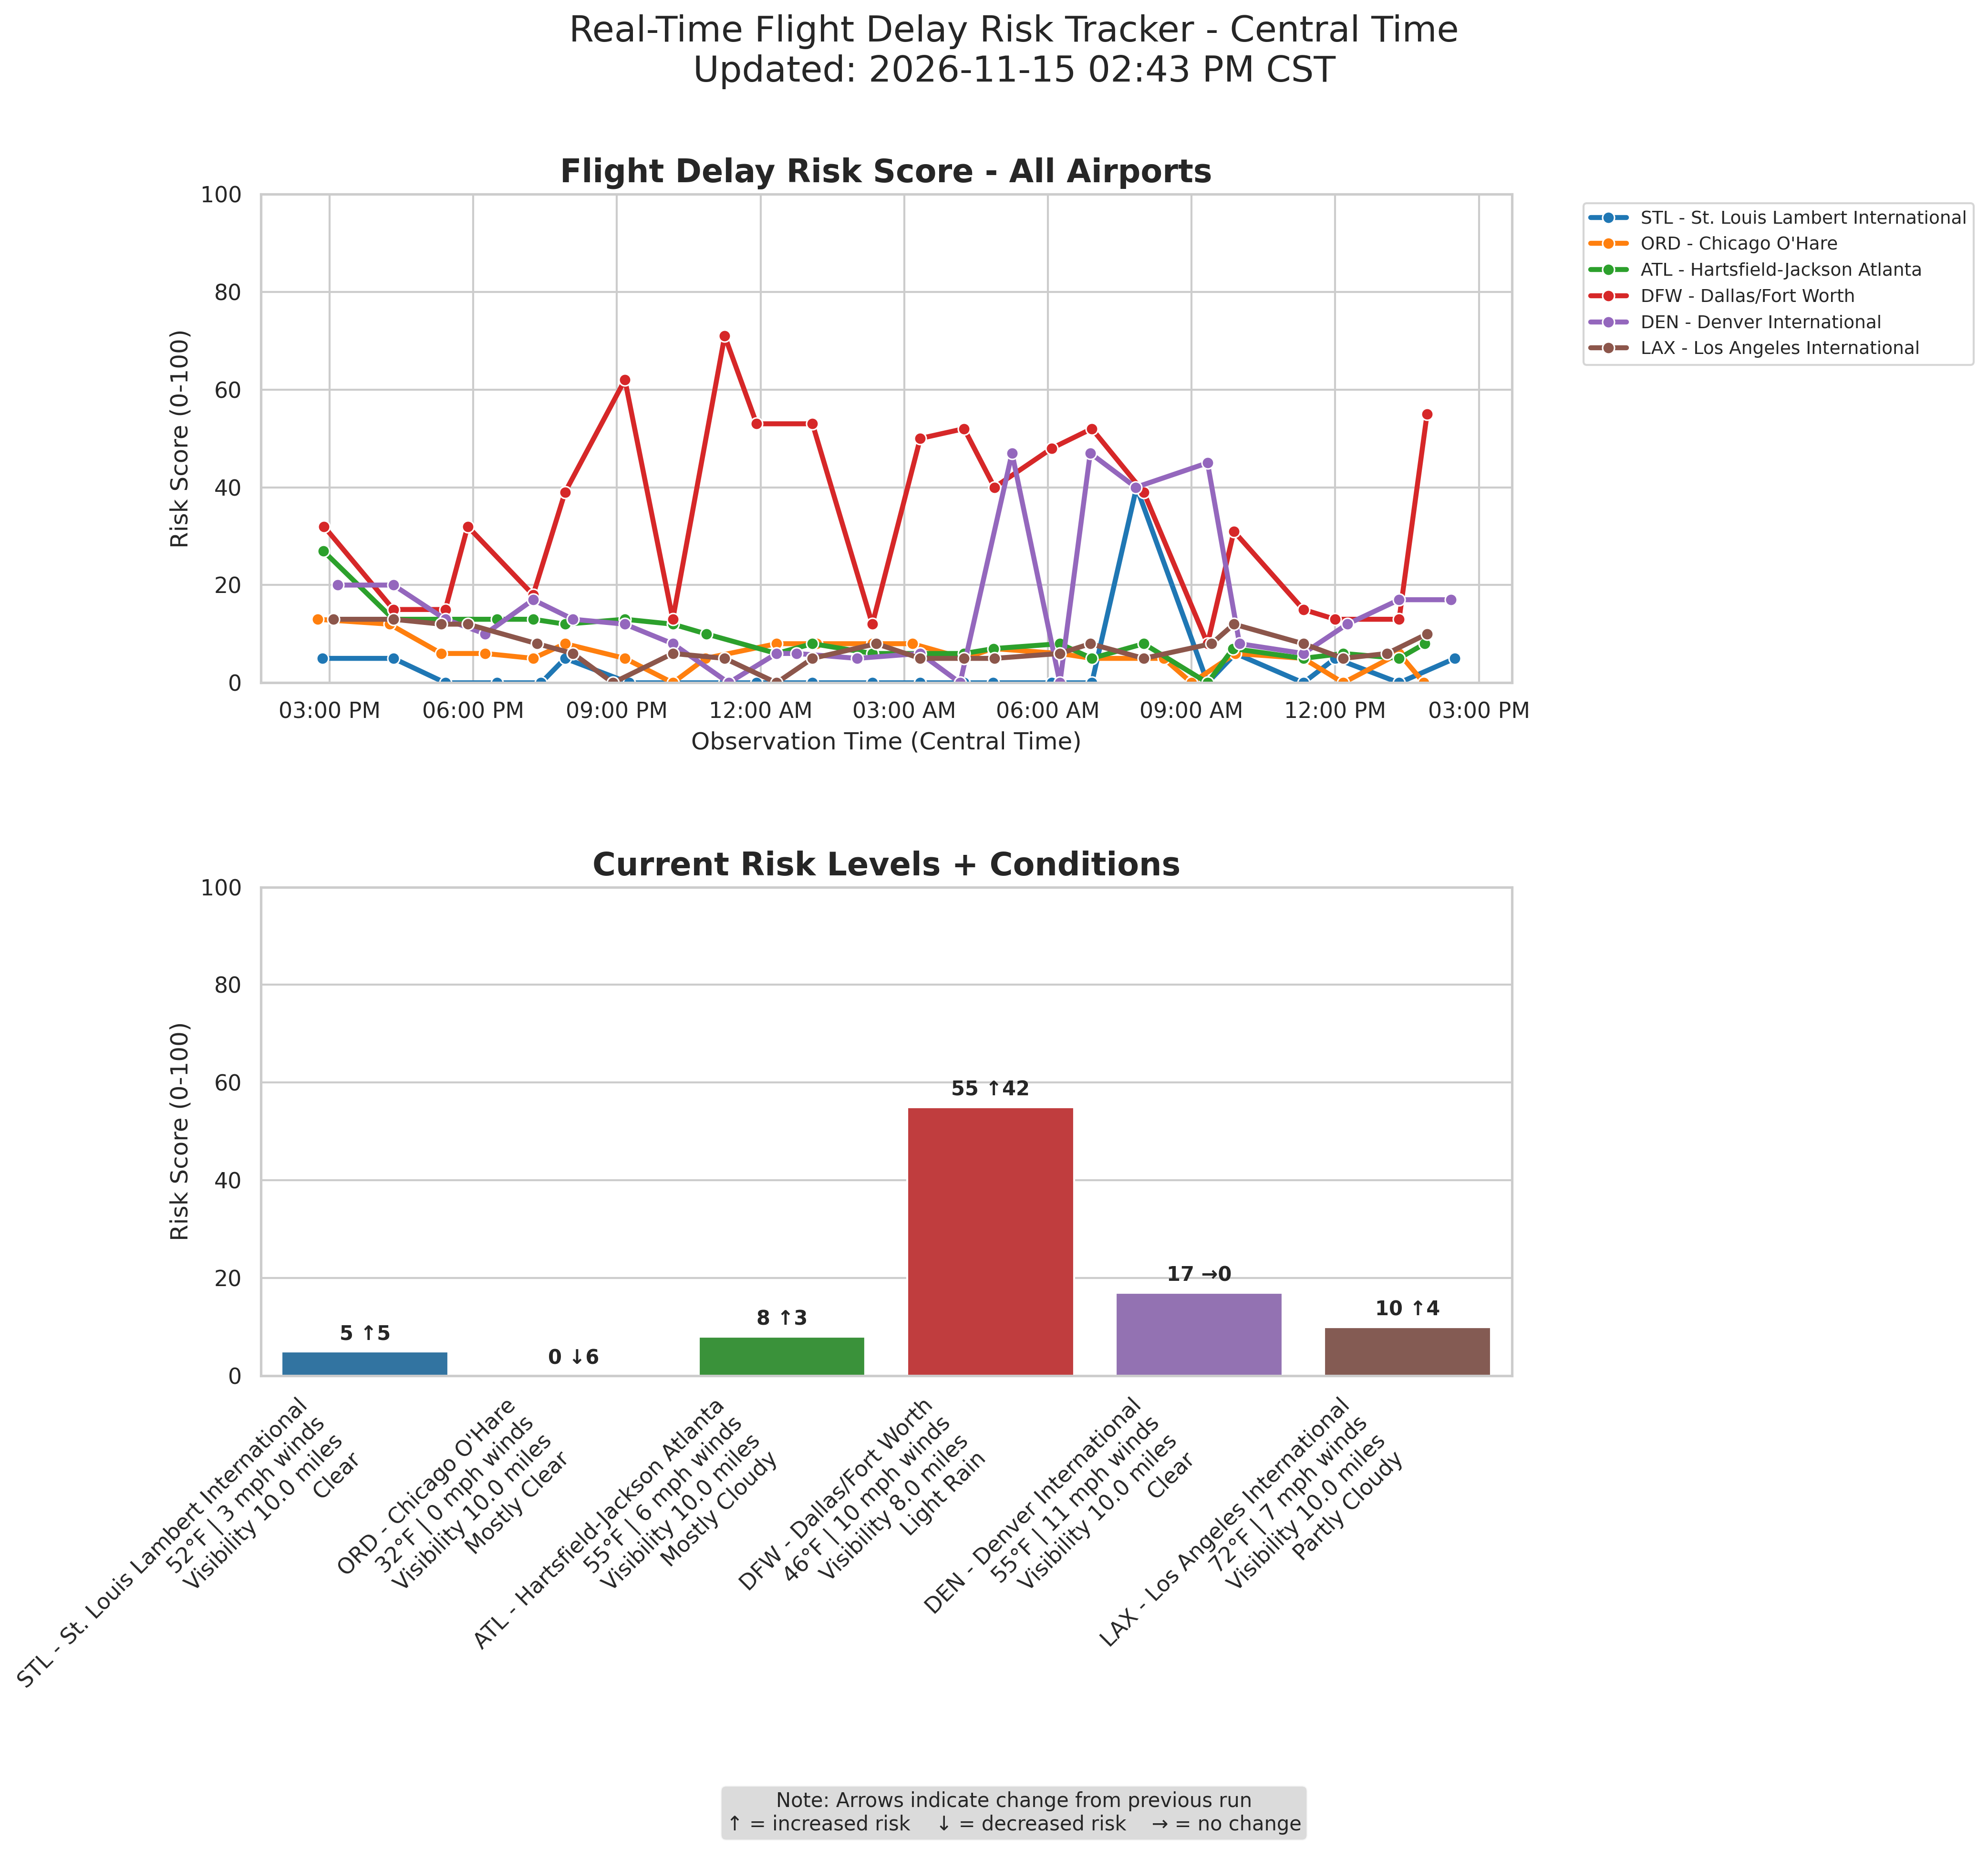 Real-Time Flight Delay Risk Tracker - Central Time
Updated: 2026-11-15 02:43 PM CST
Flight Delay Risk Score - All Airports
100
80
60
40
20
0
Risk Score (0-100)
03:00 PM
06:00 PM
09:00 PM
12:00 AM
03:00 AM
06:00 AM
09:00 AM
12:00 PM
03:00 PM
Observation Time (Central Time)
STL - St. Louis Lambert International
ORD - Chicago O'Hare
ATL - Hartsfield-Jackson Atlanta
DFW - Dallas/Fort Worth
DEN - Denver International
LAX - Los Angeles International
Current Risk Levels + Conditions
100
80
60
40
20
0
Risk Score (0-100)
5 ↑5
0 ↓6
8 ↑3
55 ↑42
17 →0
10 ↑4
STL - St. Louis Lambert International
52°F | 3 mph winds
Visibility 10.0 miles
Clear
ORD - Chicago O'Hare
32°F | 0 mph winds
Visibility 10.0 miles
Mostly Clear
ATL - Hartsfield-Jackson Atlanta
55°F | 6 mph winds
Visibility 10.0 miles
Mostly Cloudy
DFW - Dallas/Fort Worth
46°F | 10 mph winds
Visibility 8.0 miles
Light Rain
DEN - Denver International
55°F | 11 mph winds
Visibility 10.0 miles
Clear
LAX - Los Angeles International
72°F | 7 mph winds
Visibility 10.0 miles
Partly Cloudy
Note: Arrows indicate change from previous run
↑ = increased risk ↓ = decreased risk → = no change